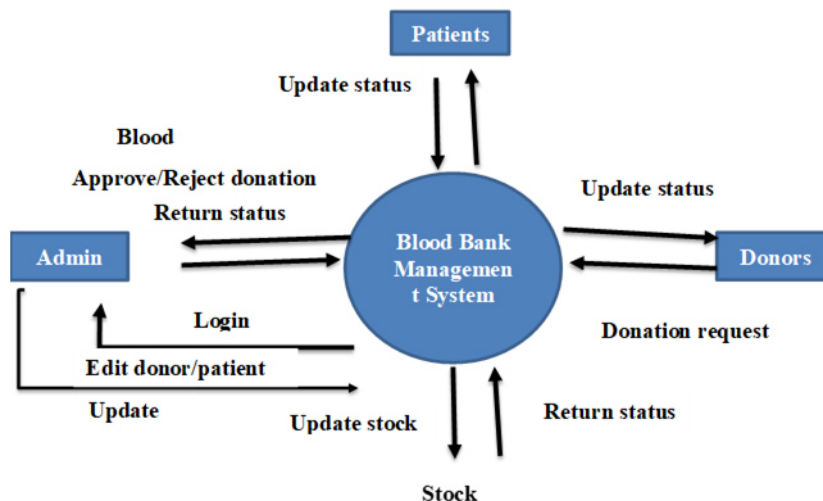 Patients
Update status
Blood
Approve/Reject donation
Return status
Update status
Admin
Blood Bank
Managemen
t System
Donors
Login
Donation request
Edit donor/patient
Update
Update stock
Return status
Stock